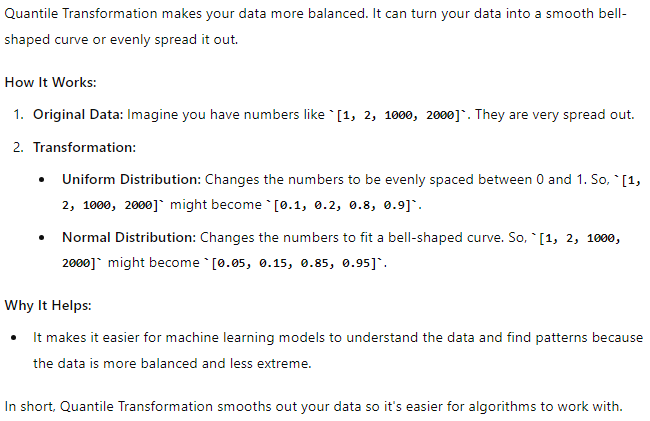 Quantile Transformation makes your data more balanced. It can turn your data into a smooth bell-
shaped curve or evenly spread it out.
How It Works:
1. Original Data: Imagine you have numbers like `[1, 2, 1000, 2000]`. They are very spread out.
2. Transformation:
• Uniform Distribution: Changes the numbers to be evenly spaced between 0 and 1. So, `[1,
2, 1000, 2000]` might become `[0.1, 0.2, 0.8, 0.9]`.
• Normal Distribution: Changes the numbers to fit a bell-shaped curve. So, `[1, 2, 1000,
2000]` might become `[0.05, 0.15, 0.85, 0.95]`.
Why It Helps:
• It makes it easier for machine learning models to understand the data and find patterns because
the data is more balanced and less extreme.
In short, Quantile Transformation smooths out your data so it's easier for algorithms to work with.